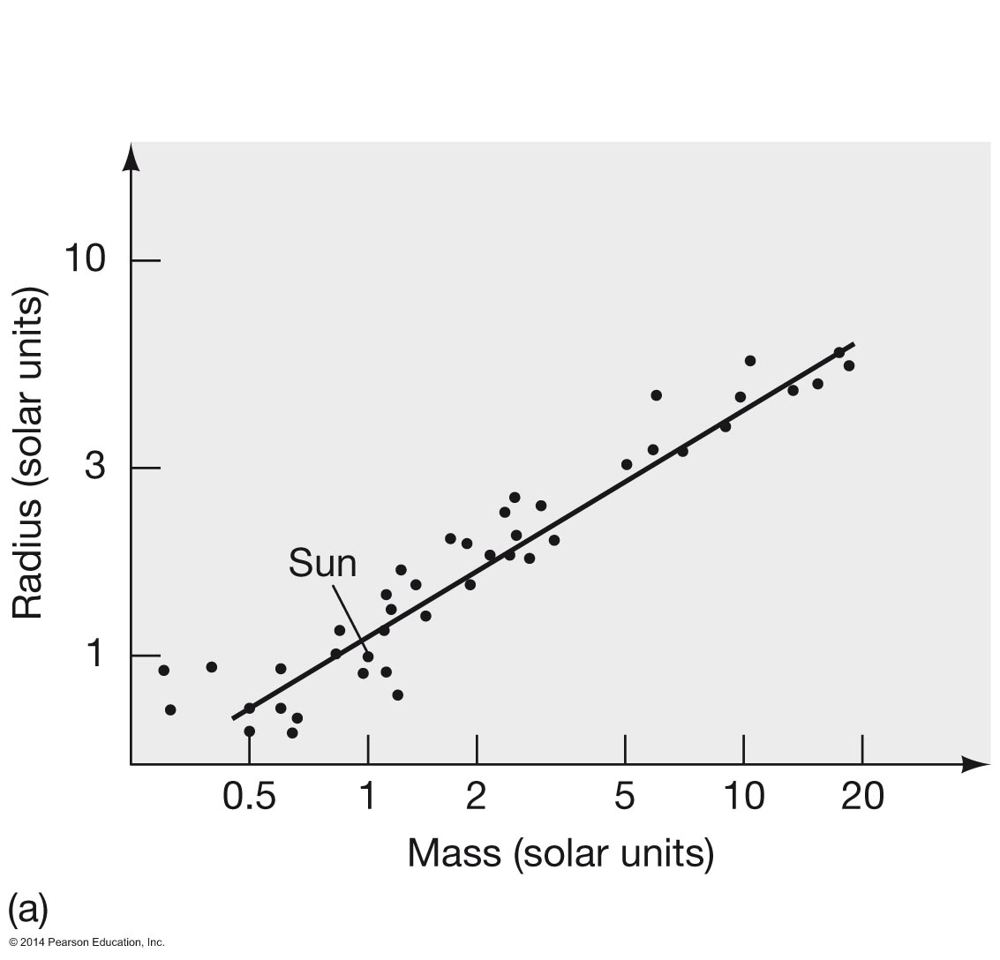 10
3
1
Radius (solar units)
Sun
0.5 1 2 5 10 20
Mass (solar units)
(a)
© 2014 Pearson Education, Inc.